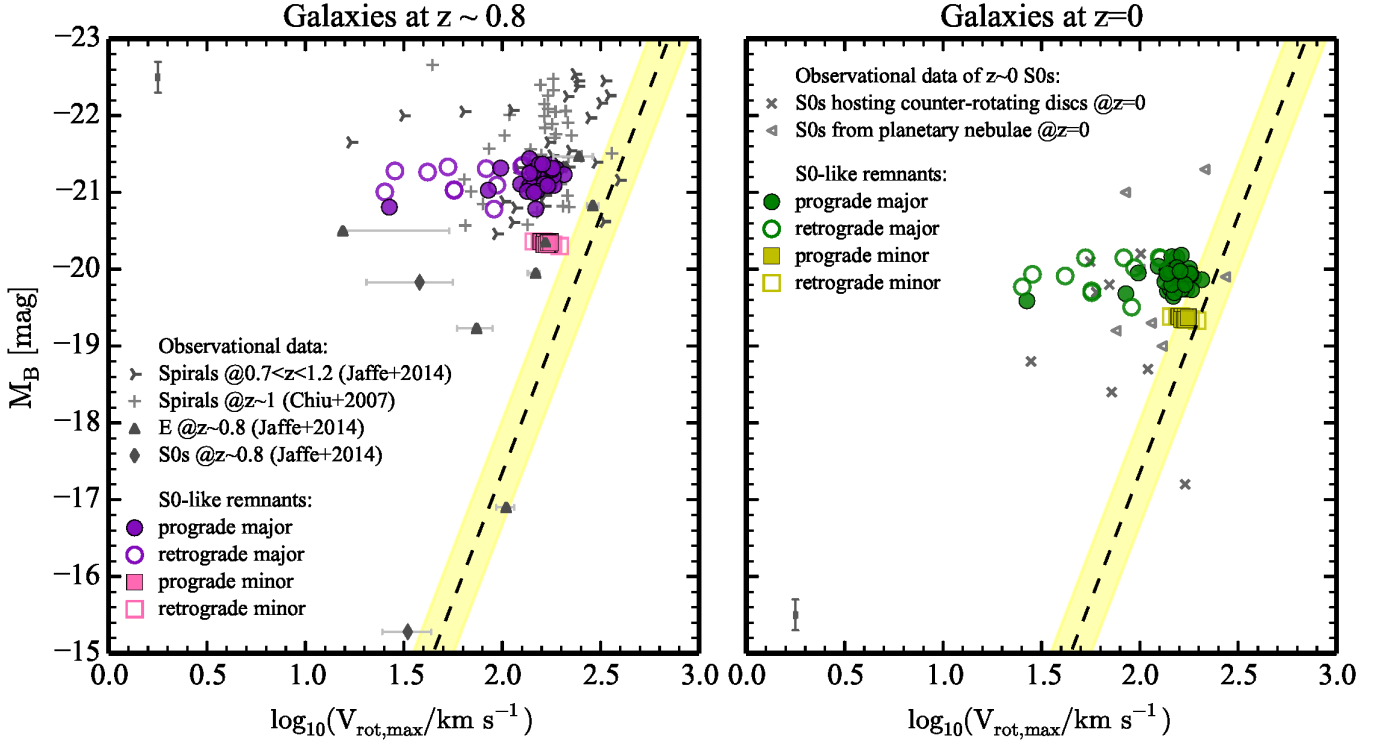 Galaxies at z ~ 0.8
−23
−22
−21
−20
−19
−18
−17
−16
−15
M_B [mag]
Observational data:
Spirals @0.7<z<1.2 (Jaffe+2014)
Spirals @z~1 (Chiu+2007)
E @z~0.8 (Jaffe+2014)
S0s @z~0.8 (Jaffe+2014)
S0-like remnants:
prograde major
retrograde major
prograde minor
retrograde minor
0.0 0.5 1.0 1.5 2.0 2.5 3.0
log₁₀(V_rot,max/km s⁻¹)
Galaxies at z=0
Observational data of z~0 S0s:
S0s hosting counter-rotating discs @z=0
S0s from planetary nebulae @z=0
S0-like remnants:
prograde major
retrograde major
prograde minor
retrograde minor
0.0 0.5 1.0 1.5 2.0 2.5 3.0
log₁₀(V_rot,max/km s⁻¹)